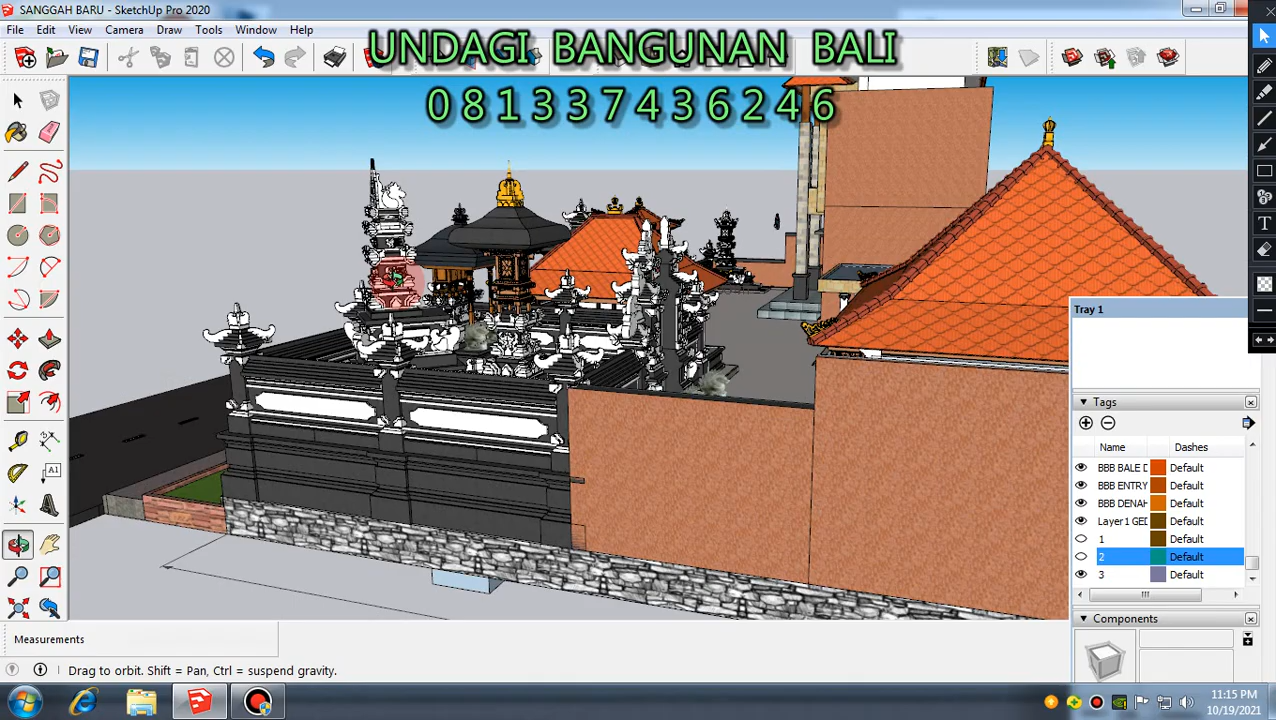 SANGGAH BARU - SketchUp Pro 2020
File Edit View Camera Draw Tools Window Help
UNDAGI BANGUNAN BALI
081337436246
Tray 1
Tags
Name Dashes
BBB BALE D Default
BBB ENTRY Default
BBB DENAH Default
Layer1 GED Default
1 Default
2 Default
3 Default
Components
Measurements
Drag to orbit. Shift = Pan, Ctrl = suspend gravity.
11:15 PM
10/19/2021